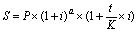 S = P × (1 + i)ⁿ × (1 + t/K × i)